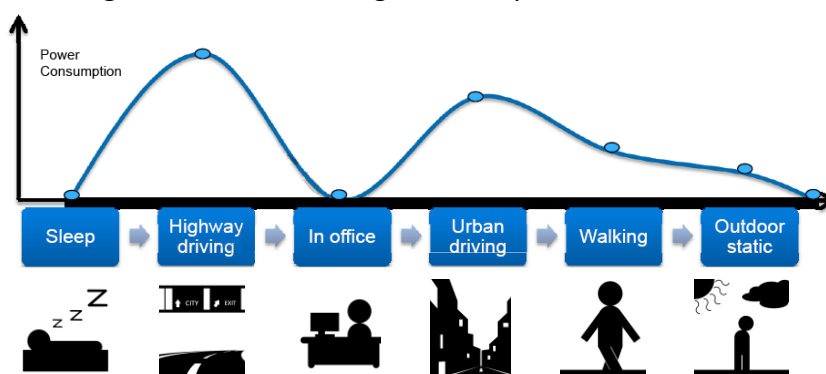 Power
Consumption
Sleep
Highway
driving
In office
Urban
driving
Walking
Outdoor
static
z z Z Z
CITY
EXIT